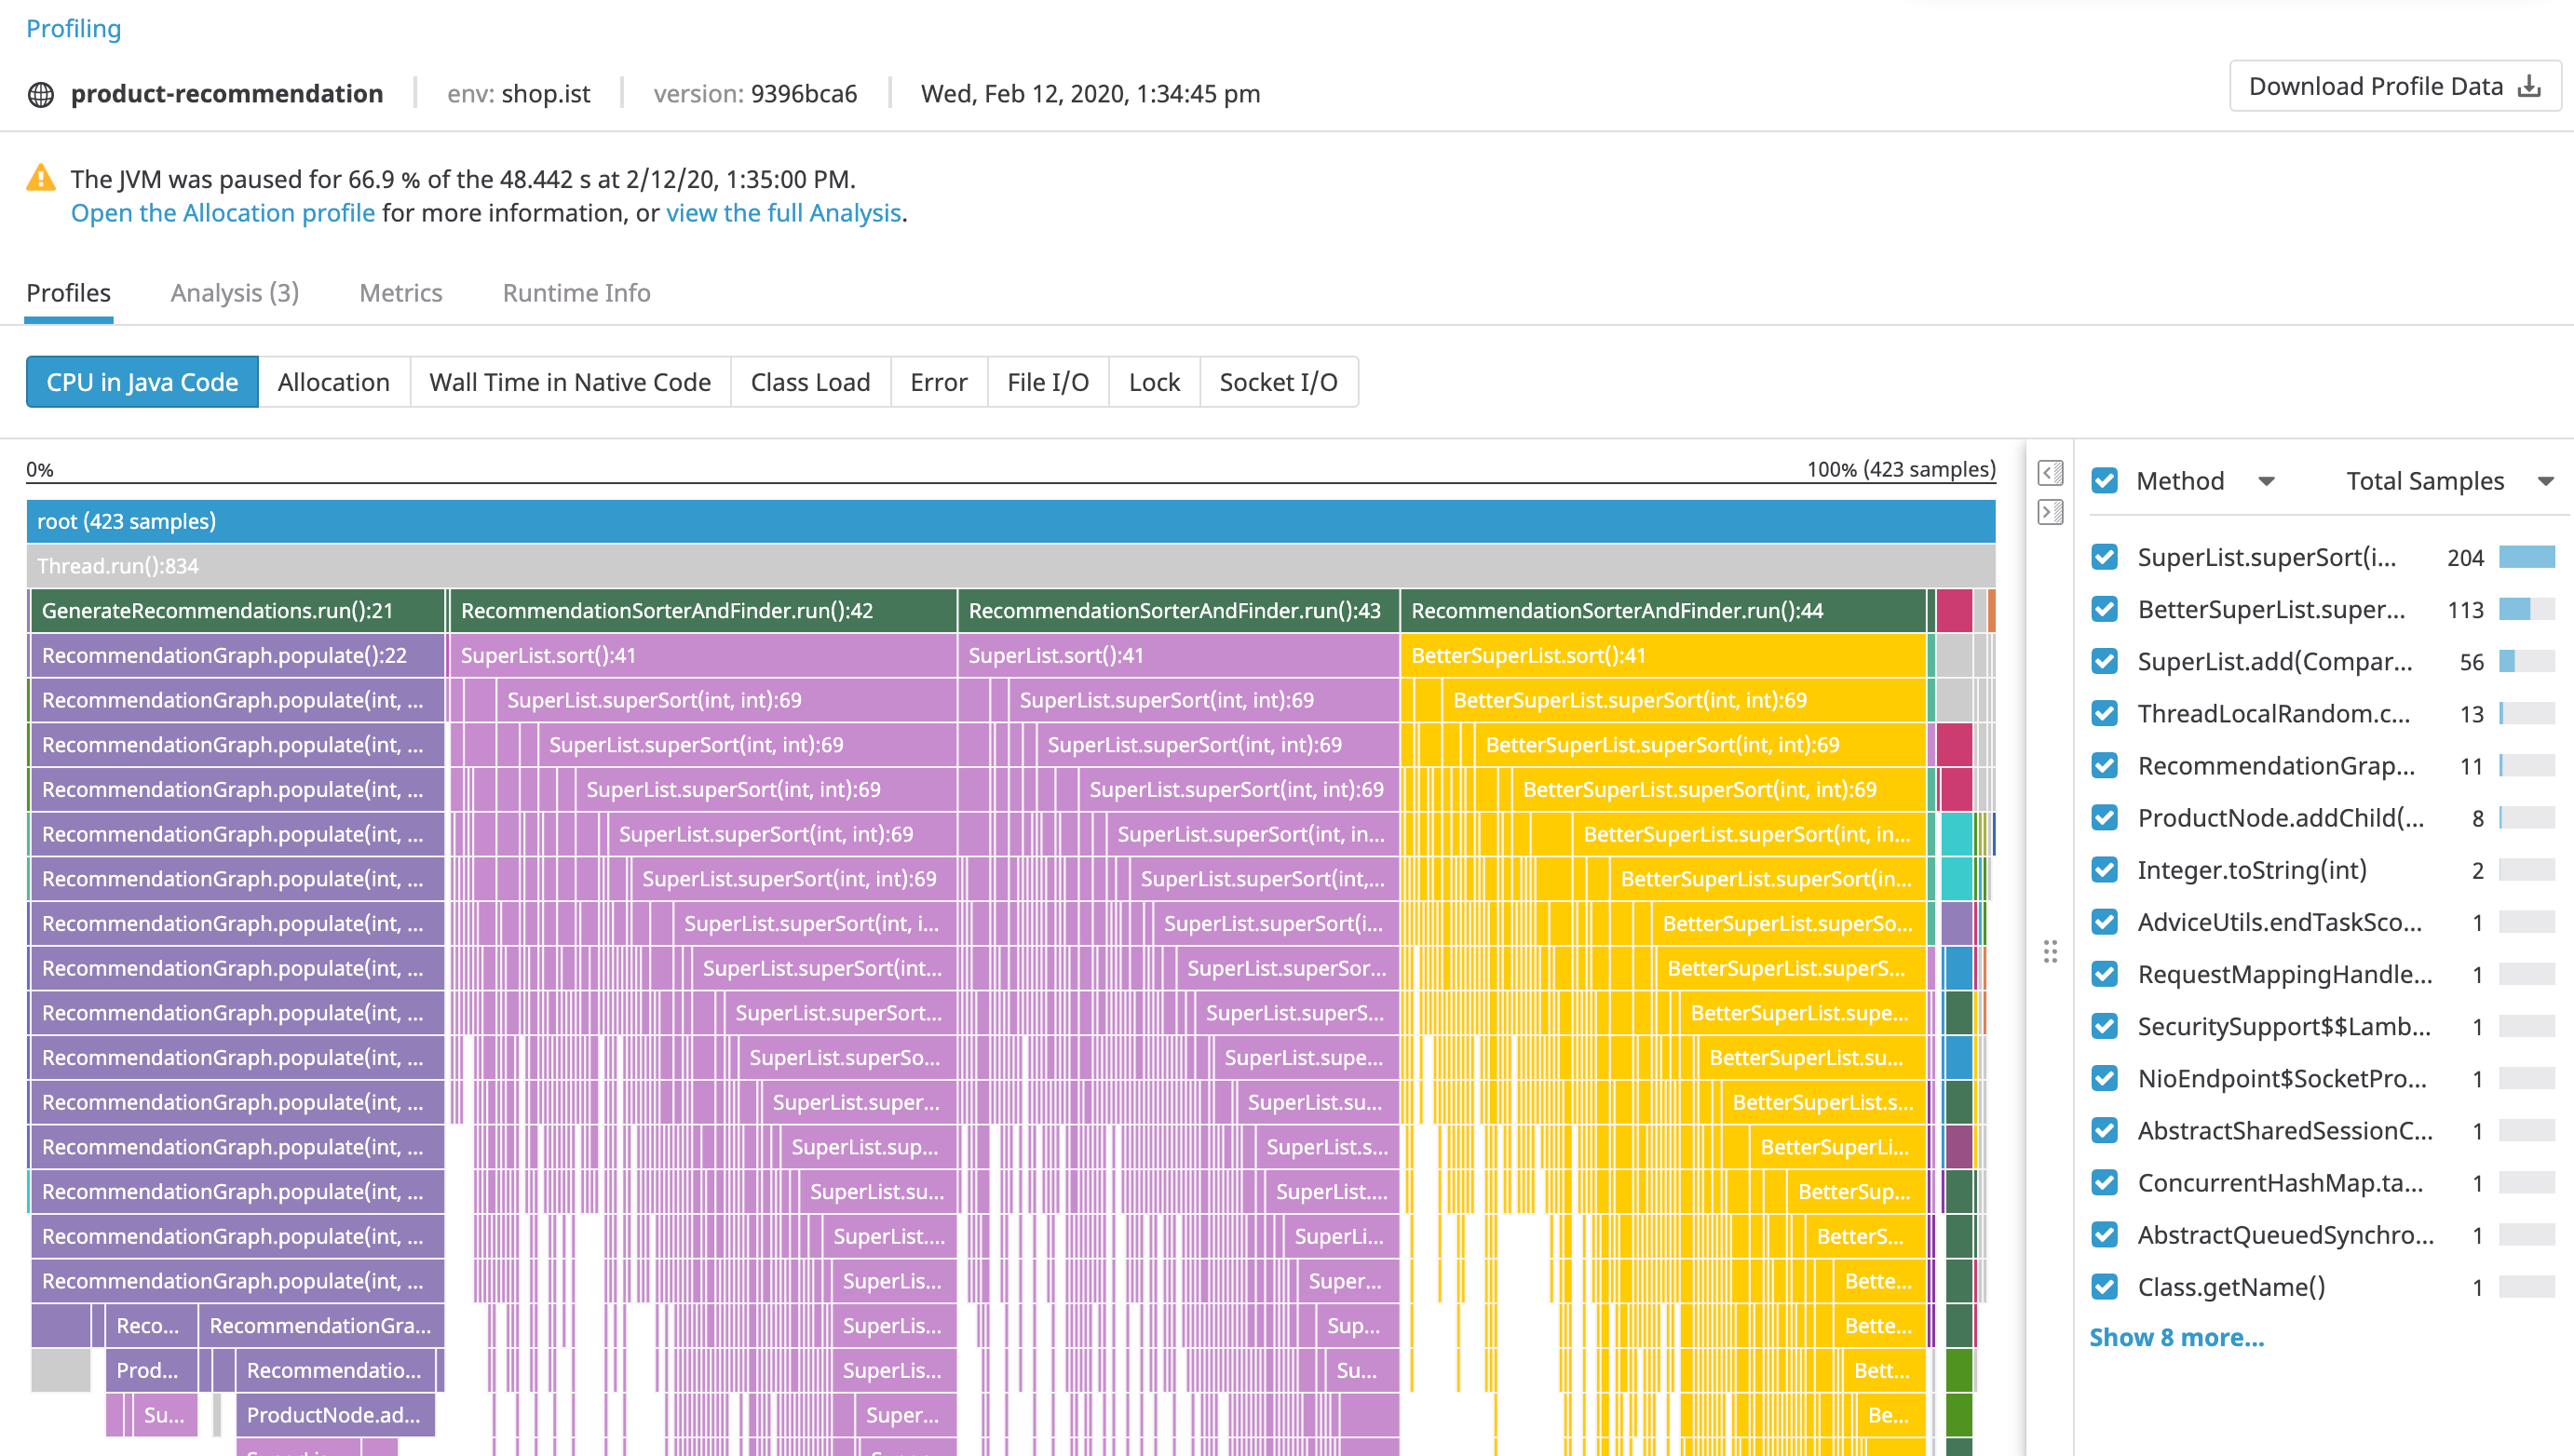 Profiling
product-recommendation env: shop.ist version: 9396bca6 Wed, Feb 12, 2020, 1:34:45 pm
Download Profile Data
The JVM was paused for 66.9 % of the 48.442 s at 2/12/20, 1:35:00 PM.
Open the Allocation profile for more information, or view the full Analysis.
Profiles Analysis (3) Metrics Runtime Info
CPU in Java Code Allocation Wall Time in Native Code Class Load Error File I/O Lock Socket I/O
0% 100% (423 samples)
root (423 samples)
Thread.run():834
GenerateRecommendations.run():21 RecommendationSorterAndFinder.run():42 RecommendationSorterAndFinder.run():43 RecommendationSorterAndFinder.run():44
RecommendationGraph.populate():22 SuperList.sort():41 SuperList.sort():41 BetterSuperList.sort():41
RecommendationGraph.populate(int, ... SuperList.superSort(int, int):69 SuperList.superSort(int, int):69 BetterSuperList.superSort(int, int):69
RecommendationGraph.populate(int, ... SuperList.superSort(int, int):69 SuperList.superSort(int, int):69 BetterSuperList.superSort(int, int):69
RecommendationGraph.populate(int, ... SuperList.superSort(int, int):69 SuperList.superSort(int, int):69 BetterSuperList.superSort(int, int):69
RecommendationGraph.populate(int, ... SuperList.superSort(int, int):69 SuperList.superSort(int, in... BetterSuperList.superSort(int, in...
RecommendationGraph.populate(int, ... SuperList.superSort(int, int):69 SuperList.superSort(int,... BetterSuperList.superSort(in...
RecommendationGraph.populate(int, ... SuperList.superSort(int, i... SuperList.superSort(i... BetterSuperList.superSo...
RecommendationGraph.populate(int, ... SuperList.superSort(int... SuperList.superSor... BetterSuperList.superS...
RecommendationGraph.populate(int, ... SuperList.superSort... SuperList.superS... BetterSuperList.supe...
RecommendationGraph.populate(int, ... SuperList.superSo... SuperList.supe... BetterSuperList.su...
RecommendationGraph.populate(int, ... SuperList.super... SuperList.su... BetterSuperList.s...
RecommendationGraph.populate(int, ... SuperList.sup... SuperList.s... BetterSuperLi...
RecommendationGraph.populate(int, ... SuperList.su... SuperList.... BetterSup...
RecommendationGraph.populate(int, ... SuperList.... SuperLi... BetterS...
RecommendationGraph.populate(int, ... SuperLis... Super... Bette...
Reco... RecommendationGra... SuperLis... Sup... Bette...
Prod... Recommendatio... SuperLis... Su... Bett...
Su... ProductNode.ad... Super... Be...
Method Total Samples
SuperList.superSort(i... 204
BetterSuperList.super... 113
SuperList.add(Compar... 56
ThreadLocalRandom.c... 13
RecommendationGrap... 11
ProductNode.addChild(... 8
Integer.toString(int) 2
AdviceUtils.endTaskSco... 1
RequestMappingHandle... 1
SecuritySupport$$Lamb... 1
NioEndpoint$SocketPro... 1
AbstractSharedSessionC... 1
ConcurrentHashMap.ta... 1
AbstractQueuedSynchro... 1
Class.getName() 1
Show 8 more...